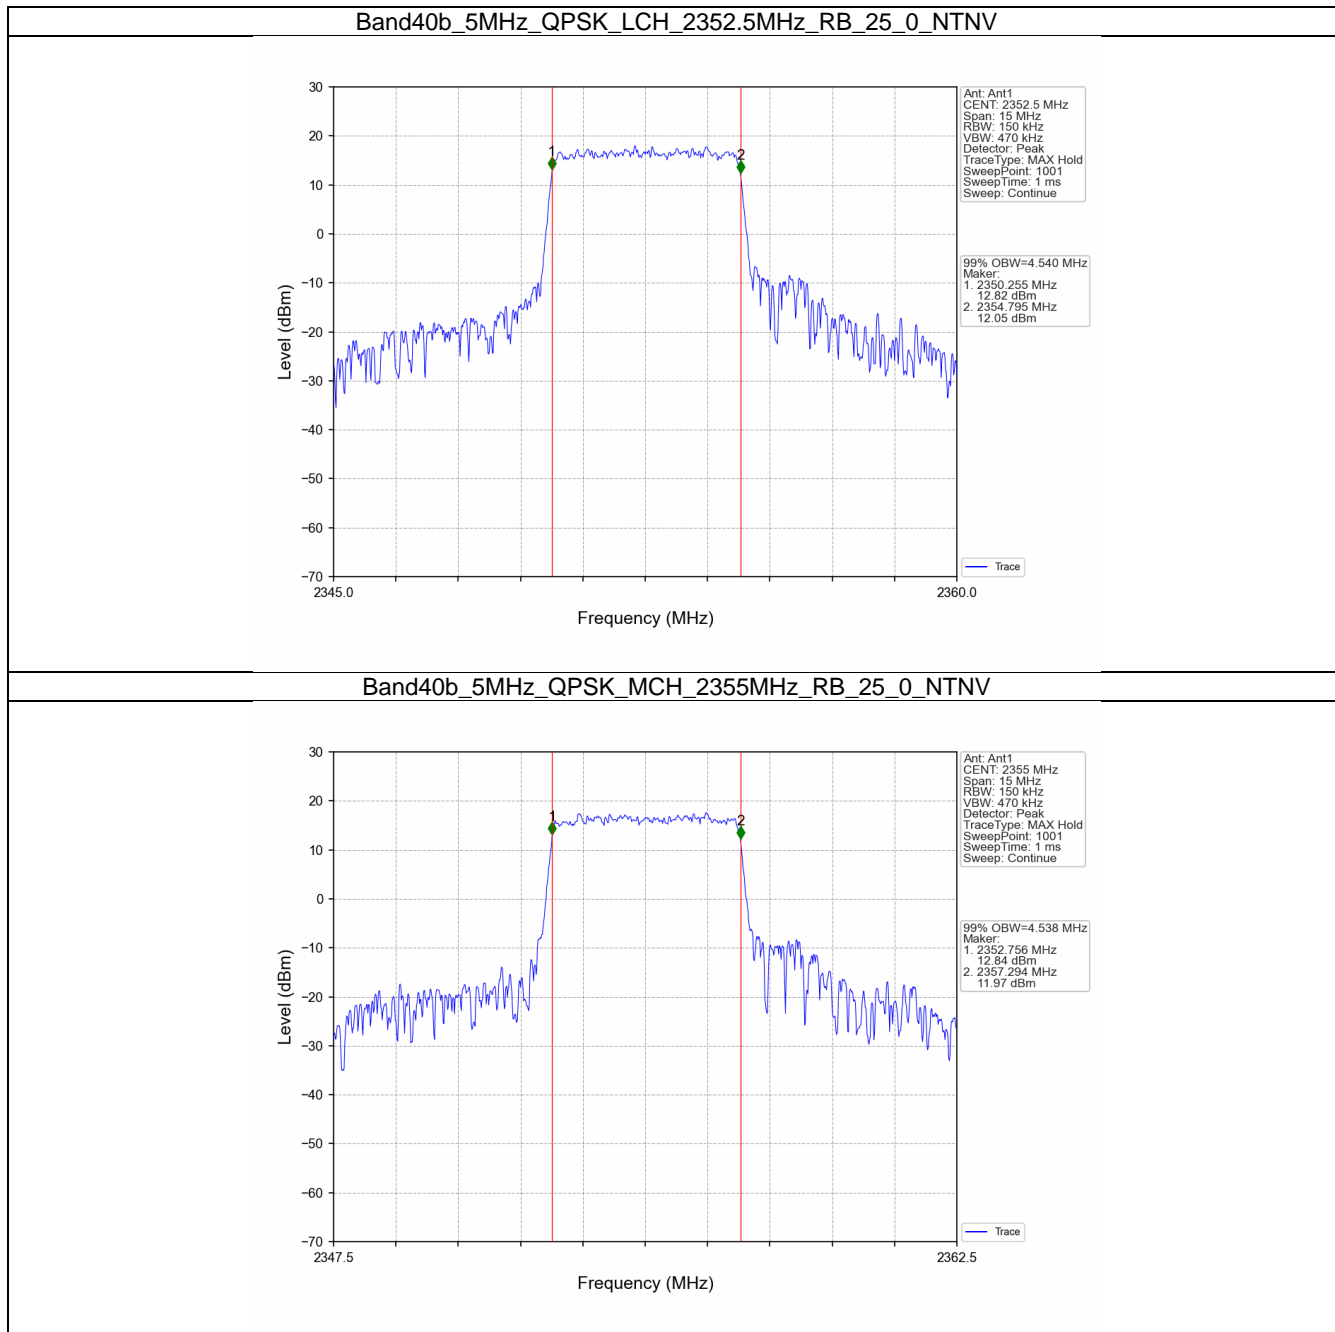 Band40b_5MHz_QPSK_LCH_2352.5MHz_RB_25_0_NTNV
30
20
10
0
−10
−20
−30
−40
−50
−60
−70
Level (dBm)
1
2
2345.0
2360.0
Frequency (MHz)
Ant: Ant1
CENT: 2352.5 MHz
Span: 15 MHz
RBW: 150 kHz
VBW: 470 kHz
Detector: Peak
TraceType: MAX Hold
SweepPoint: 1001
SweepTime: 1 ms
Sweep: Continue
99% OBW=4.540 MHz
Maker:
1. 2350.255 MHz
12.82 dBm
2. 2354.795 MHz
12.05 dBm
Trace
Band40b_5MHz_QPSK_MCH_2355MHz_RB_25_0_NTNV
30
20
10
0
−10
−20
−30
−40
−50
−60
−70
Level (dBm)
1
2
2347.5
2362.5
Frequency (MHz)
Ant: Ant1
CENT: 2355 MHz
Span: 15 MHz
RBW: 150 kHz
VBW: 470 kHz
Detector: Peak
TraceType: MAX Hold
SweepPoint: 1001
SweepTime: 1 ms
Sweep: Continue
99% OBW=4.538 MHz
Maker:
1. 2352.756 MHz
12.84 dBm
2. 2357.294 MHz
11.97 dBm
Trace